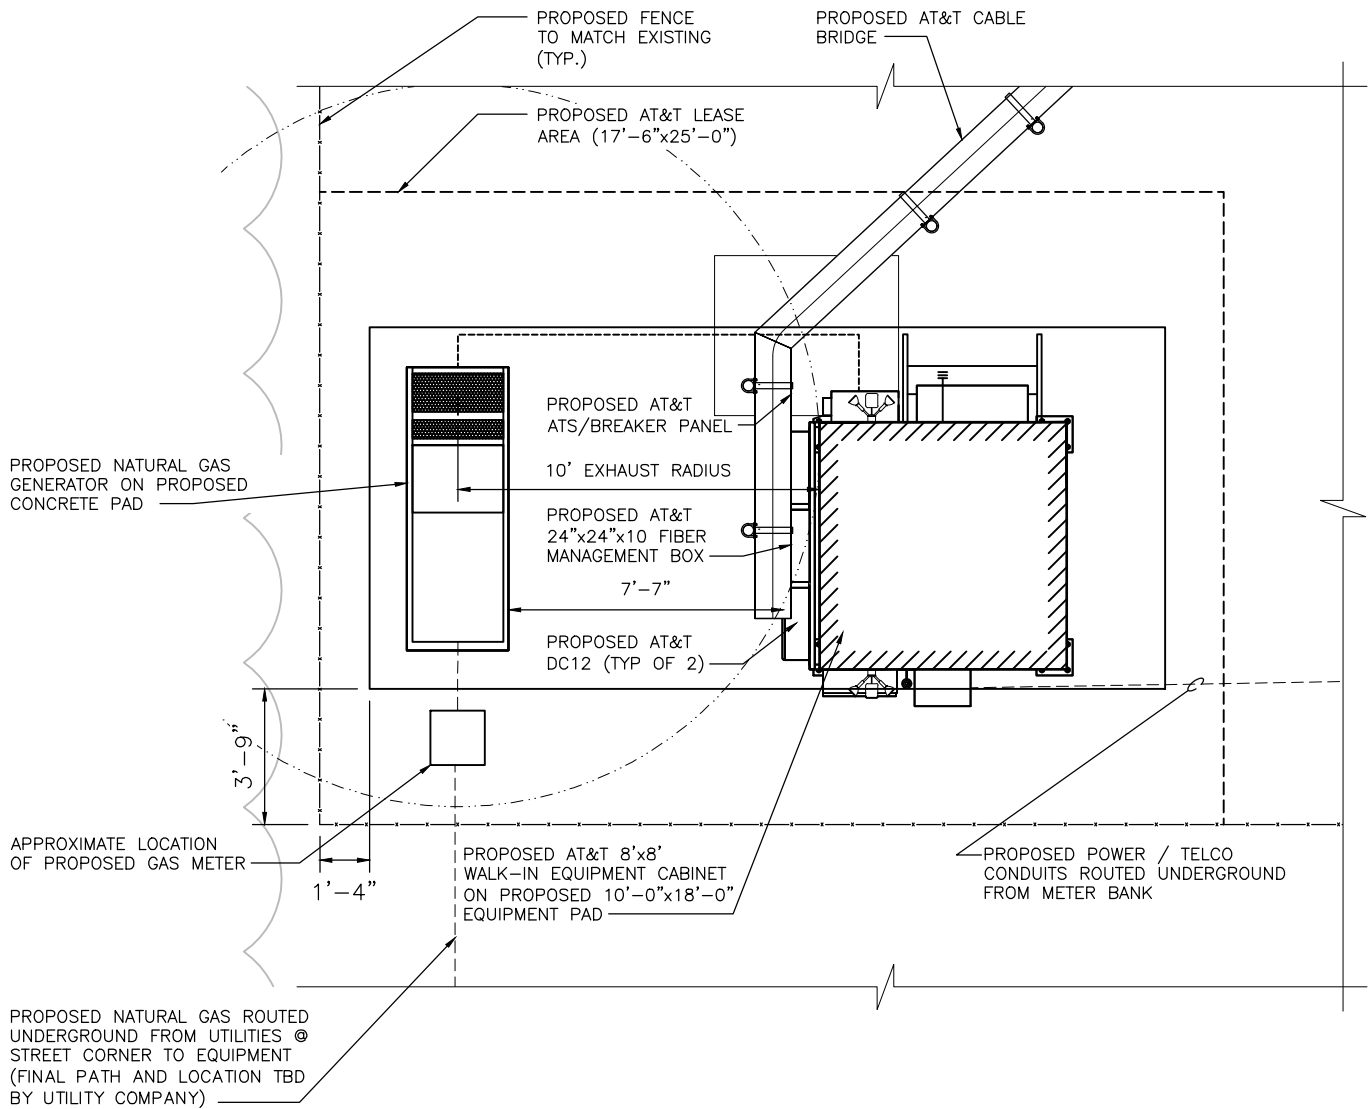 PROPOSED FENCE
TO MATCH EXISTING
(TYP.)
PROPOSED AT&T CABLE
BRIDGE
PROPOSED AT&T LEASE
AREA (17'-6"x25'-0")
PROPOSED AT&T
ATS/BREAKER PANEL
10' EXHAUST RADIUS
PROPOSED NATURAL GAS
GENERATOR ON PROPOSED
CONCRETE PAD
PROPOSED AT&T
24"x24"x10 FIBER
MANAGEMENT BOX
7'-7"
PROPOSED AT&T
DC12 (TYP OF 2)
3'-9"
APPROXIMATE LOCATION
OF PROPOSED GAS METER
1'-4"
PROPOSED AT&T 8'x8'
WALK-IN EQUIPMENT CABINET
ON PROPOSED 10'-0"x18'-0"
EQUIPMENT PAD
PROPOSED POWER / TELCO
CONDUITS ROUTED UNDERGROUND
FROM METER BANK
PROPOSED NATURAL GAS ROUTED
UNDERGROUND FROM UTILITIES @
STREET CORNER TO EQUIPMENT
(FINAL PATH AND LOCATION TBD
BY UTILITY COMPANY)